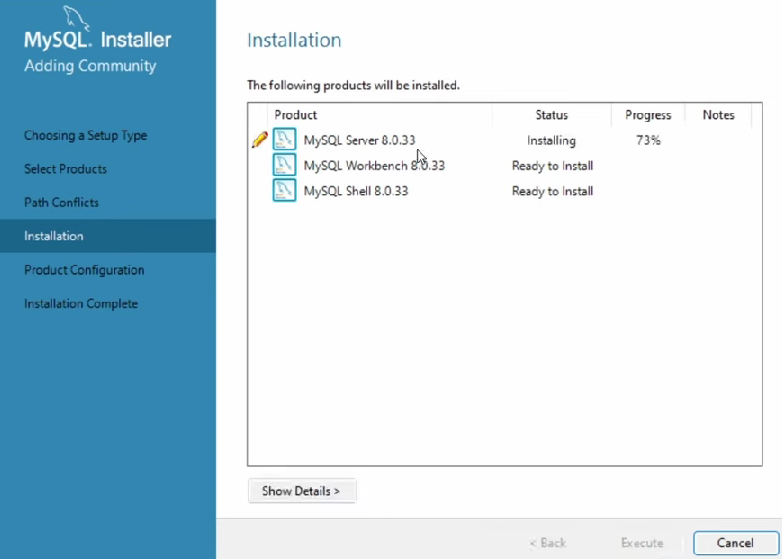 MySQL. Installer
Adding Community
Choosing a Setup Type
Select Products
Path Conflicts
Installation
Product Configuration
Installation Complete
Installation
The following products will be installed.
Product Status Progress Notes
MySQL Server 8.0.33 Installing 73%
MySQL Workbench 8.0.33 Ready to Install
MySQL Shell 8.0.33 Ready to Install
Show Details >
< Back Execute Cancel